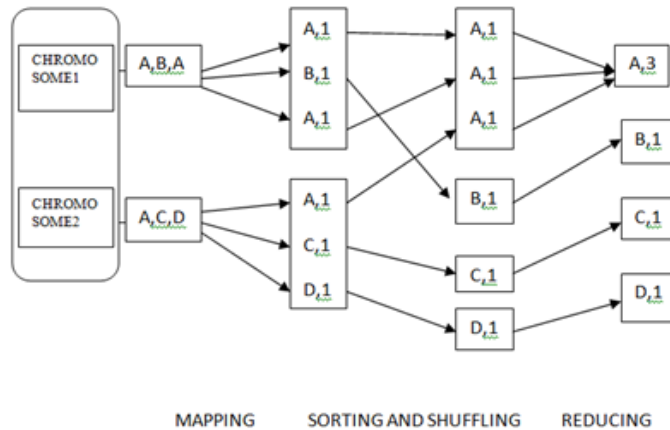 CHROMO
SOME1
A,B,A
A,1
B,1
A,1
A,1
A,1
A,1
A,3
B,1
CHROMO
SOME2
A,C,D
A,1
C,1
D,1
B,1
C,1
D,1
C,1
D,1
MAPPING
SORTING AND SHUFFLING
REDUCING